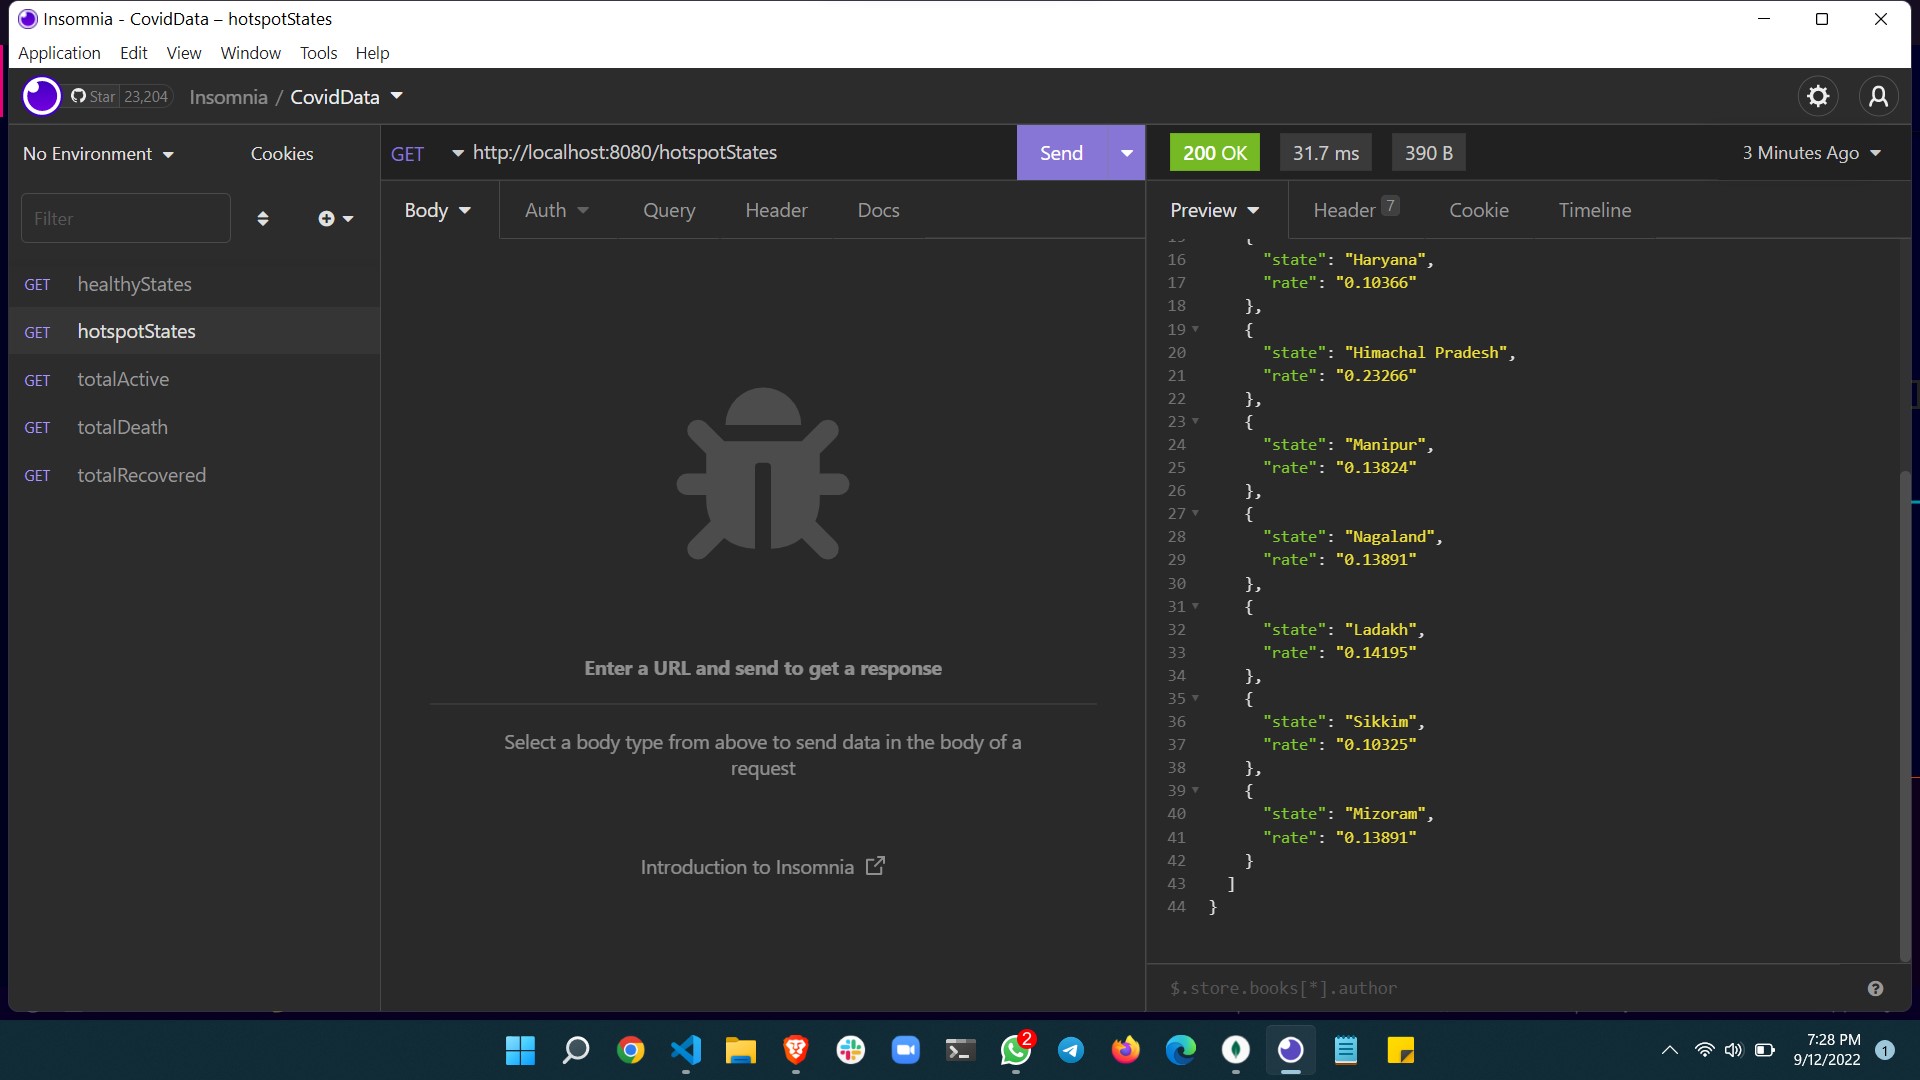 Insomnia - CovidData – hotspotStates
Application Edit View Window Tools Help
Star 23,204 Insomnia / CovidData
No Environment Cookies
GET http://localhost:8080/hotspotStates Send
200 OK 31.7 ms 390 B 3 Minutes Ago
Filter
Body Auth Query Header Docs
Preview Header 7 Cookie Timeline
GET healthyStates
GET hotspotStates
GET totalActive
GET totalDeath
GET totalRecovered
Enter a URL and send to get a response
Select a body type from above to send data in the body of a
request
Introduction to Insomnia
15 {
16 "state": "Haryana",
17 "rate": "0.10366"
18 },
19 {
20 "state": "Himachal Pradesh",
21 "rate": "0.23266"
22 },
23 {
24 "state": "Manipur",
25 "rate": "0.13824"
26 },
27 {
28 "state": "Nagaland",
29 "rate": "0.13891"
30 },
31 {
32 "state": "Ladakh",
33 "rate": "0.14195"
34 },
35 {
36 "state": "Sikkim",
37 "rate": "0.10325"
38 },
39 {
40 "state": "Mizoram",
41 "rate": "0.13891"
42 }
43 ]
44 }
$.store.books[*].author
2
7:28 PM
9/12/2022
1